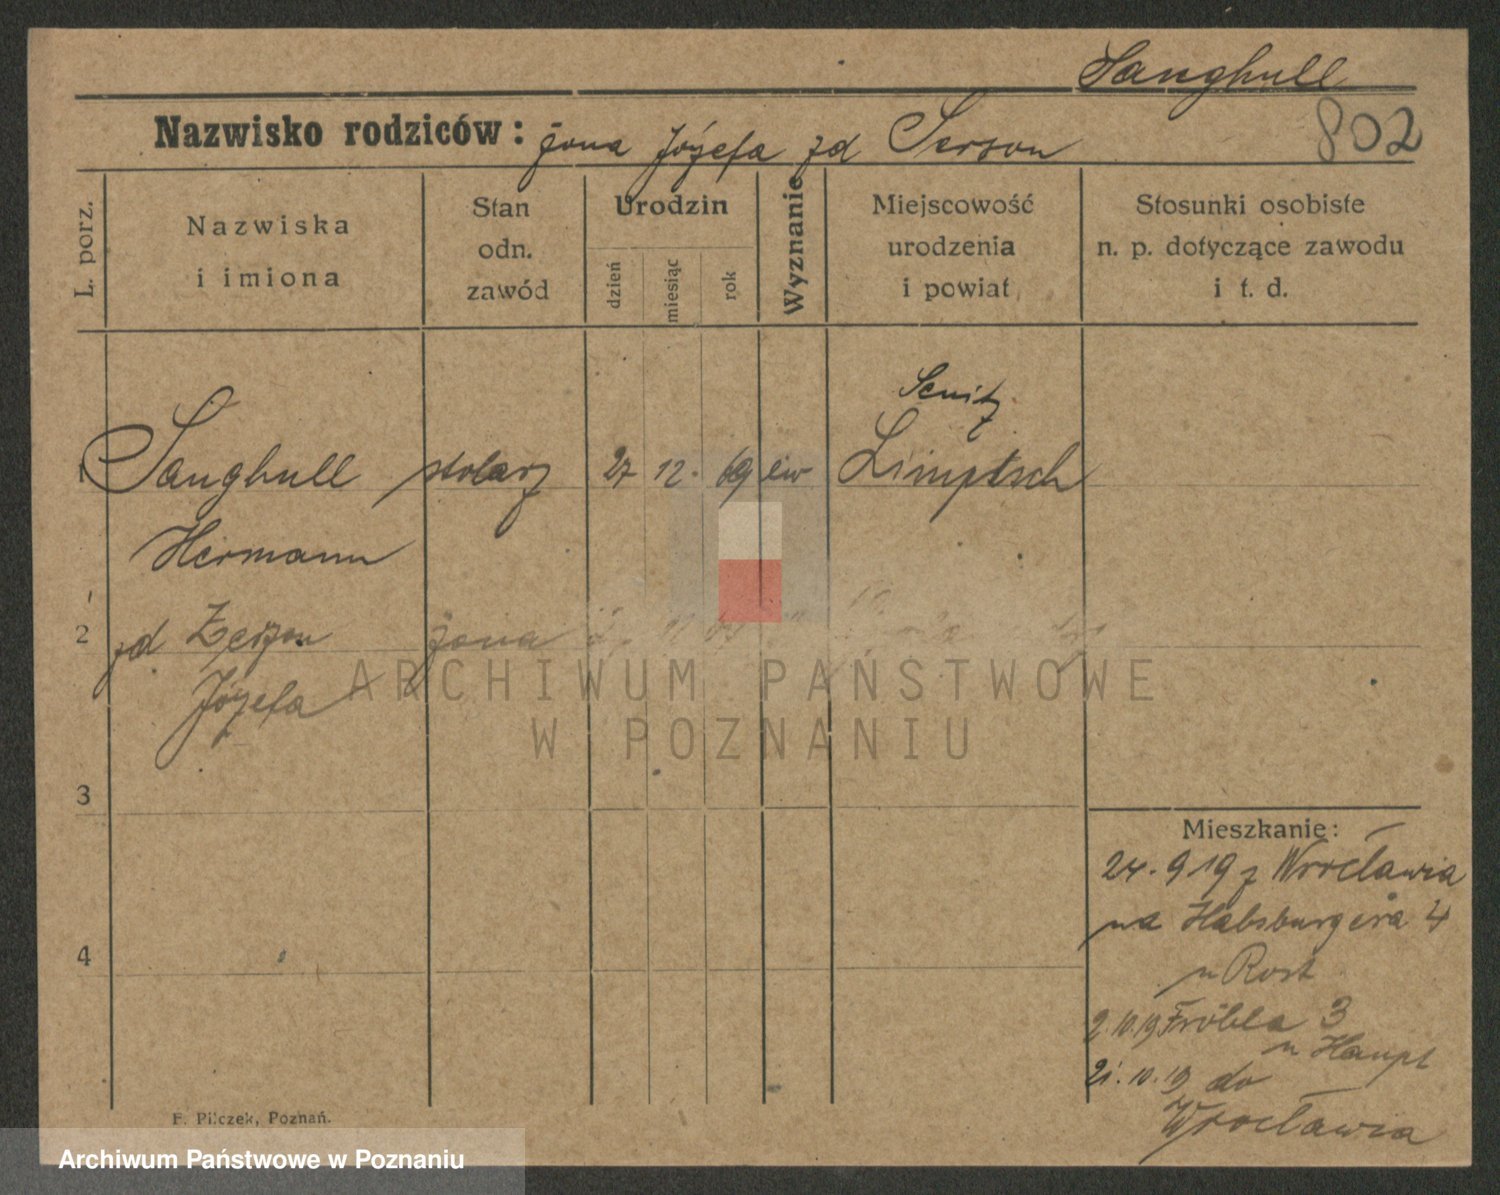 Sanghull
Nazwisko rodziców: żona Józefa zd Serson
802
L. porz.
Nazwiska
i imiona
Stan
odn.
zawód
Urodzin
dzień
miesiąc
rok
Wyznanie
Miejscowość
urodzenia
i powiat
Stosunki osobiste
n. p. dotyczące zawodu
i t. d.
Senitz
1 Sanghull stolarz 27 12. 69 ew Limptsch
Hermann
2 zd Zerzon żona
Józefa
ARCHIWUM PAŃSTWOWE
W POZNANIU
3
Mieszkanie:
24. 9 19 z Wrocławia
na Habsburgera 4
4
u Rost
2.10.19 Fröbla 3
u Haupt
21.10.19 do
Wrocławia
F. Pilczek, Poznań.
Archiwum Państwowe w Poznaniu